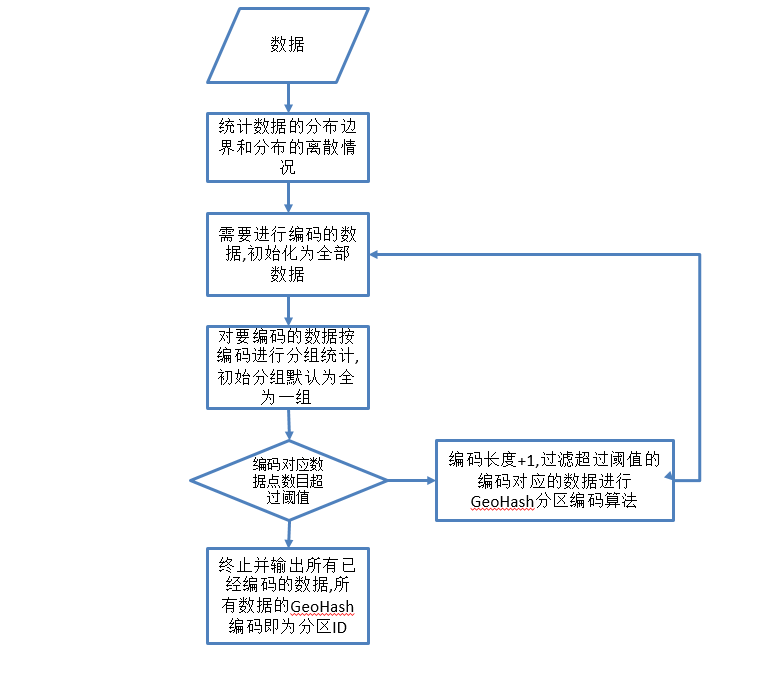 数据
统计数据的分布边
界和分布的离散情
况
需要进行编码的数
据,初始化为全部
数据
对要编码的数据按
编码进行分组统计,
初始分组默认为全
为一组
编码对应数
据点数目超
过阈值
编码长度+1,过滤超过阈值的
编码对应的数据进行
GeoHash分区编码算法
终止并输出所有已
经编码的数据,所
有数据的GeoHash
编码即为分区ID